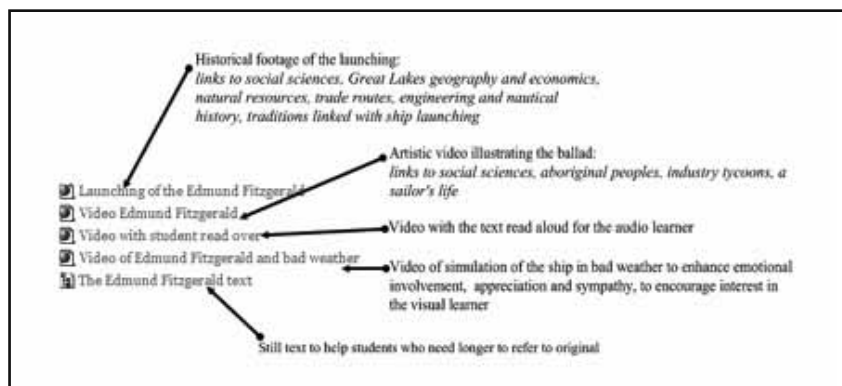 Historical footage of the launching:
links to social sciences, Great Lakes geography and economics,
natural resources, trade routes, engineering and nautical
history, traditions linked with ship launching
Artistic video illustrating the ballad:
links to social sciences, aboriginal peoples, industry tycoons, a
sailor's life
Launching of the Edmund Fitzgerald
Video Edmund Fitzgerald
Video with student read over
Video with the text read aloud for the audio learner
Video of Edmund Fitzgerald and bad weather
Video of simulation of the ship in bad weather to enhance emotional
involvement, appreciation and sympathy, to encourage interest in
the visual learner
The Edmund Fitzgerald text
Still text to help students who need longer to refer to original